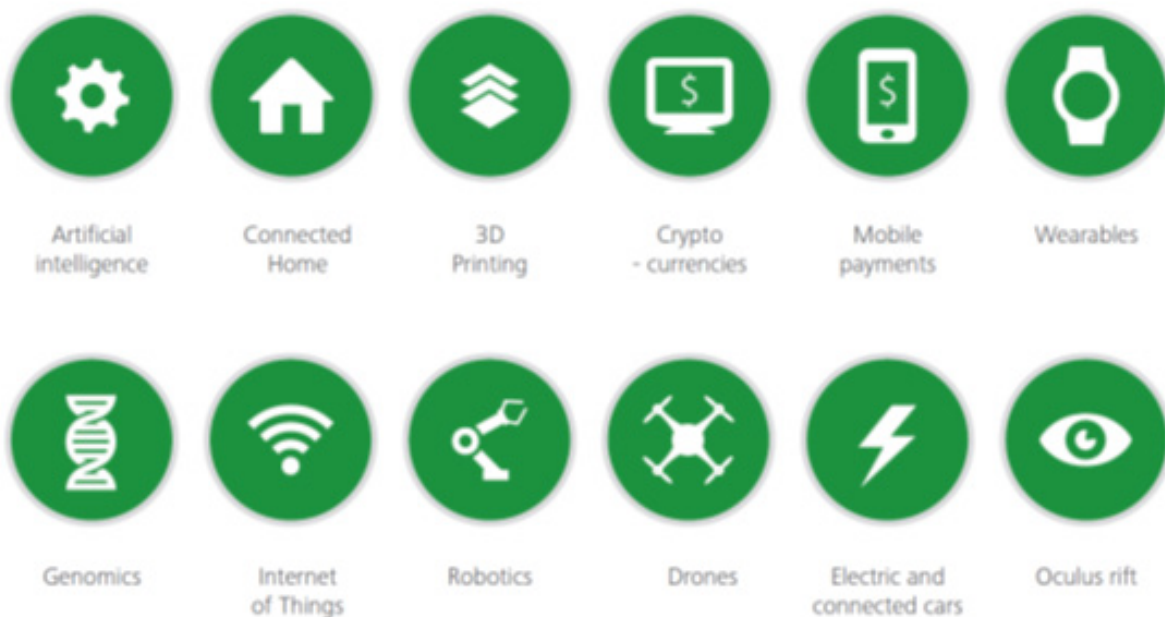 Artificial
intelligence
Connected
Home
3D
Printing
Crypto
- currencies
Mobile
payments
Wearables
$
$
Genomics
Internet
of Things
Robotics
Drones
Electric and
connected cars
Oculus rift